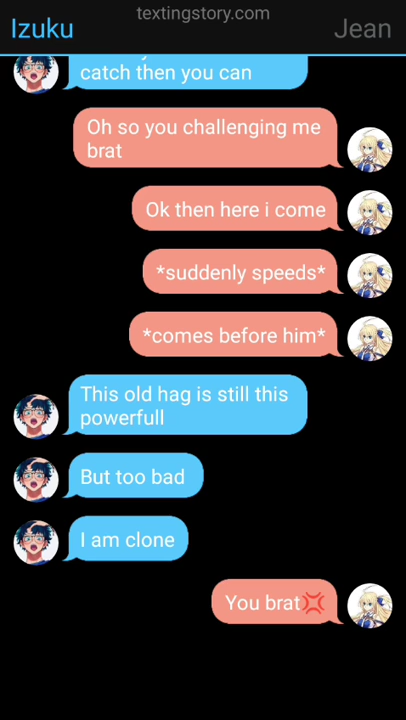 textingstory.com
Izuku
Jean
catch then you can
Oh so you challenging me
brat
Ok then here i come
*suddenly speeds*
*comes before him*
This old hag is still this
powerfull
But too bad
I am clone
You brat💢